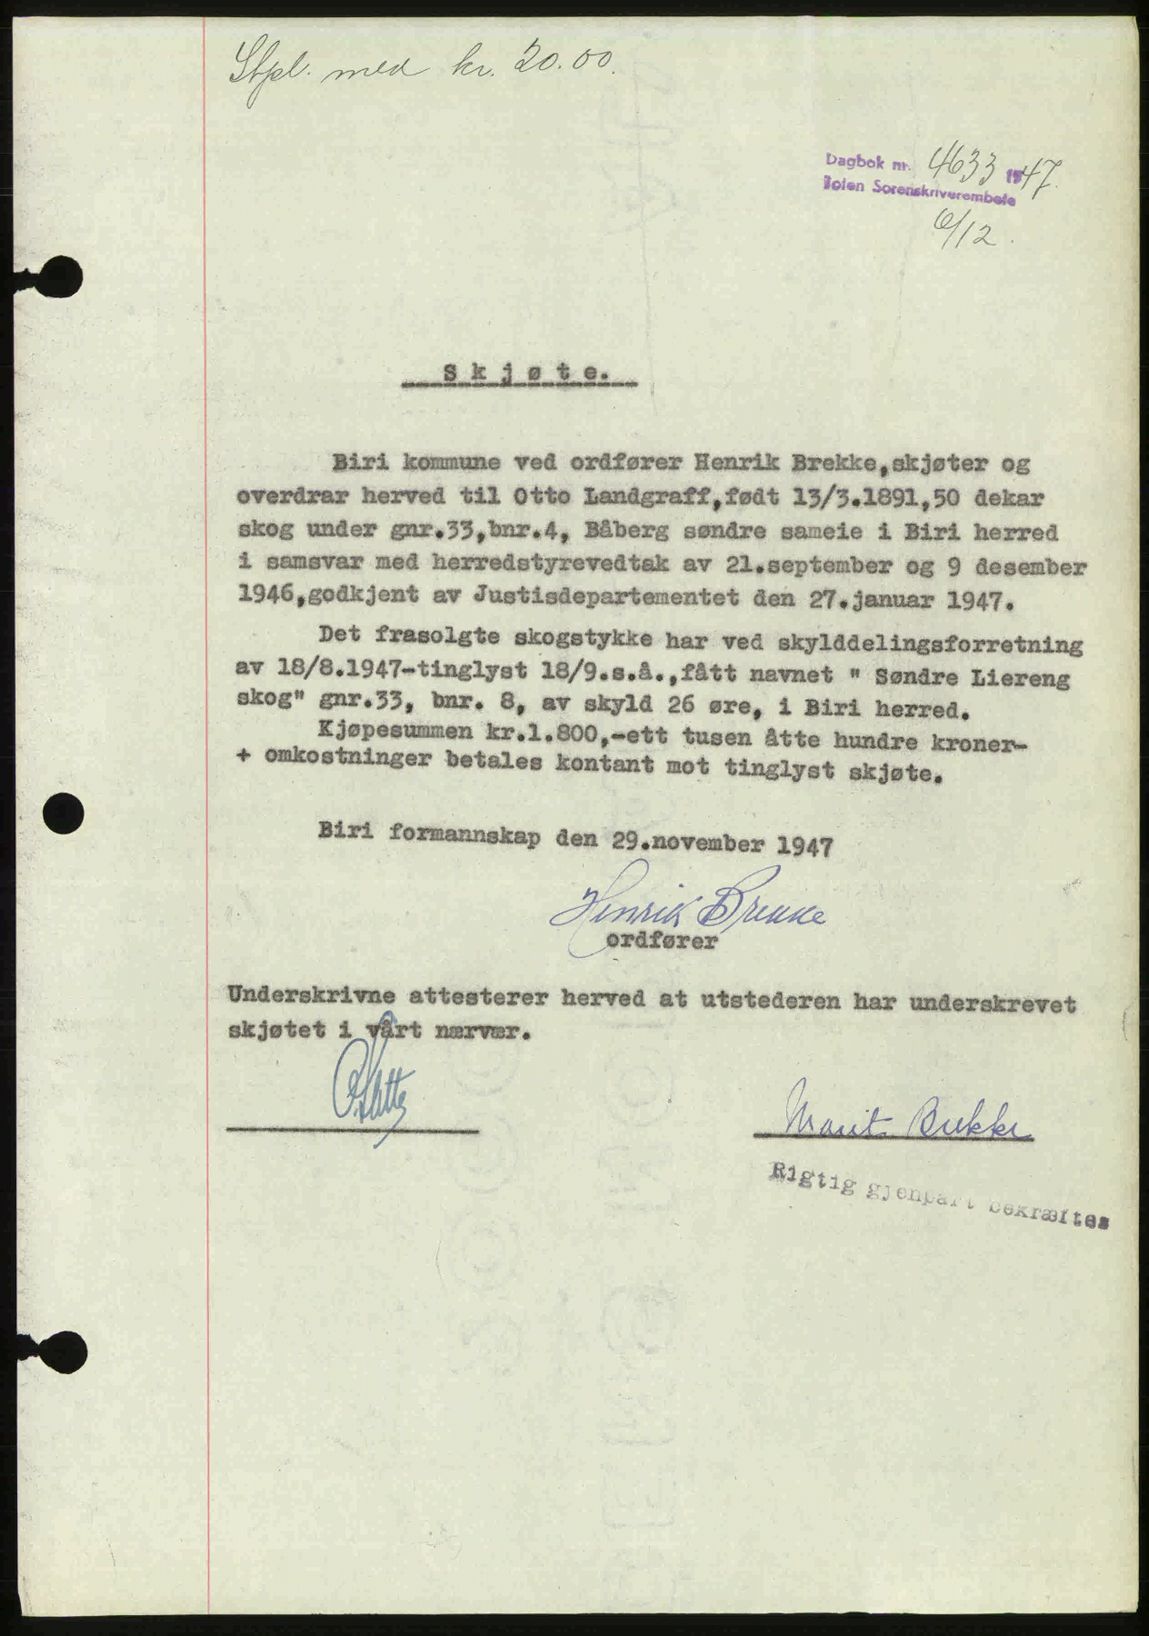 Stpl. med kr. 20.00.
Dagbok nr. 4633 1947.
Toten Sorenskriverembete
6/12.
Skjøte.
Biri kommune ved ordfører Henrik Brekke,skjøter og
overdrar herved til Otto Landgraff,født 13/3.1891,50 dekar
skog under gnr.33,bnr.4, Båberg søndre sameie i Biri herred
i samsvar med herredstyrevedtak av 21.september og 9 desember
1946,godkjent av Justisdepartementet den 27.januar 1947.
Det frasolgte skogstykke har ved skylddelingsforretning
av 18/8.1947-tinglyst 18/9.s.å.,fått navnet " Søndre Liereng
skog" gnr.33, bnr. 8, av skyld 26 øre, i Biri herred.
Kjøpesummen kr.1.800,-ett tusen åtte hundre kroner-
+ omkostninger betales kontant mot tinglyst skjøte.
Biri formannskap den 29.november 1947
Henrik Brekke
ordfører
Underskrivne attesterer herved at utstederen har underskrevet
skjøtet i vårt nærvær.
Marit Brekke
Rigtig gjenpart bekræftes